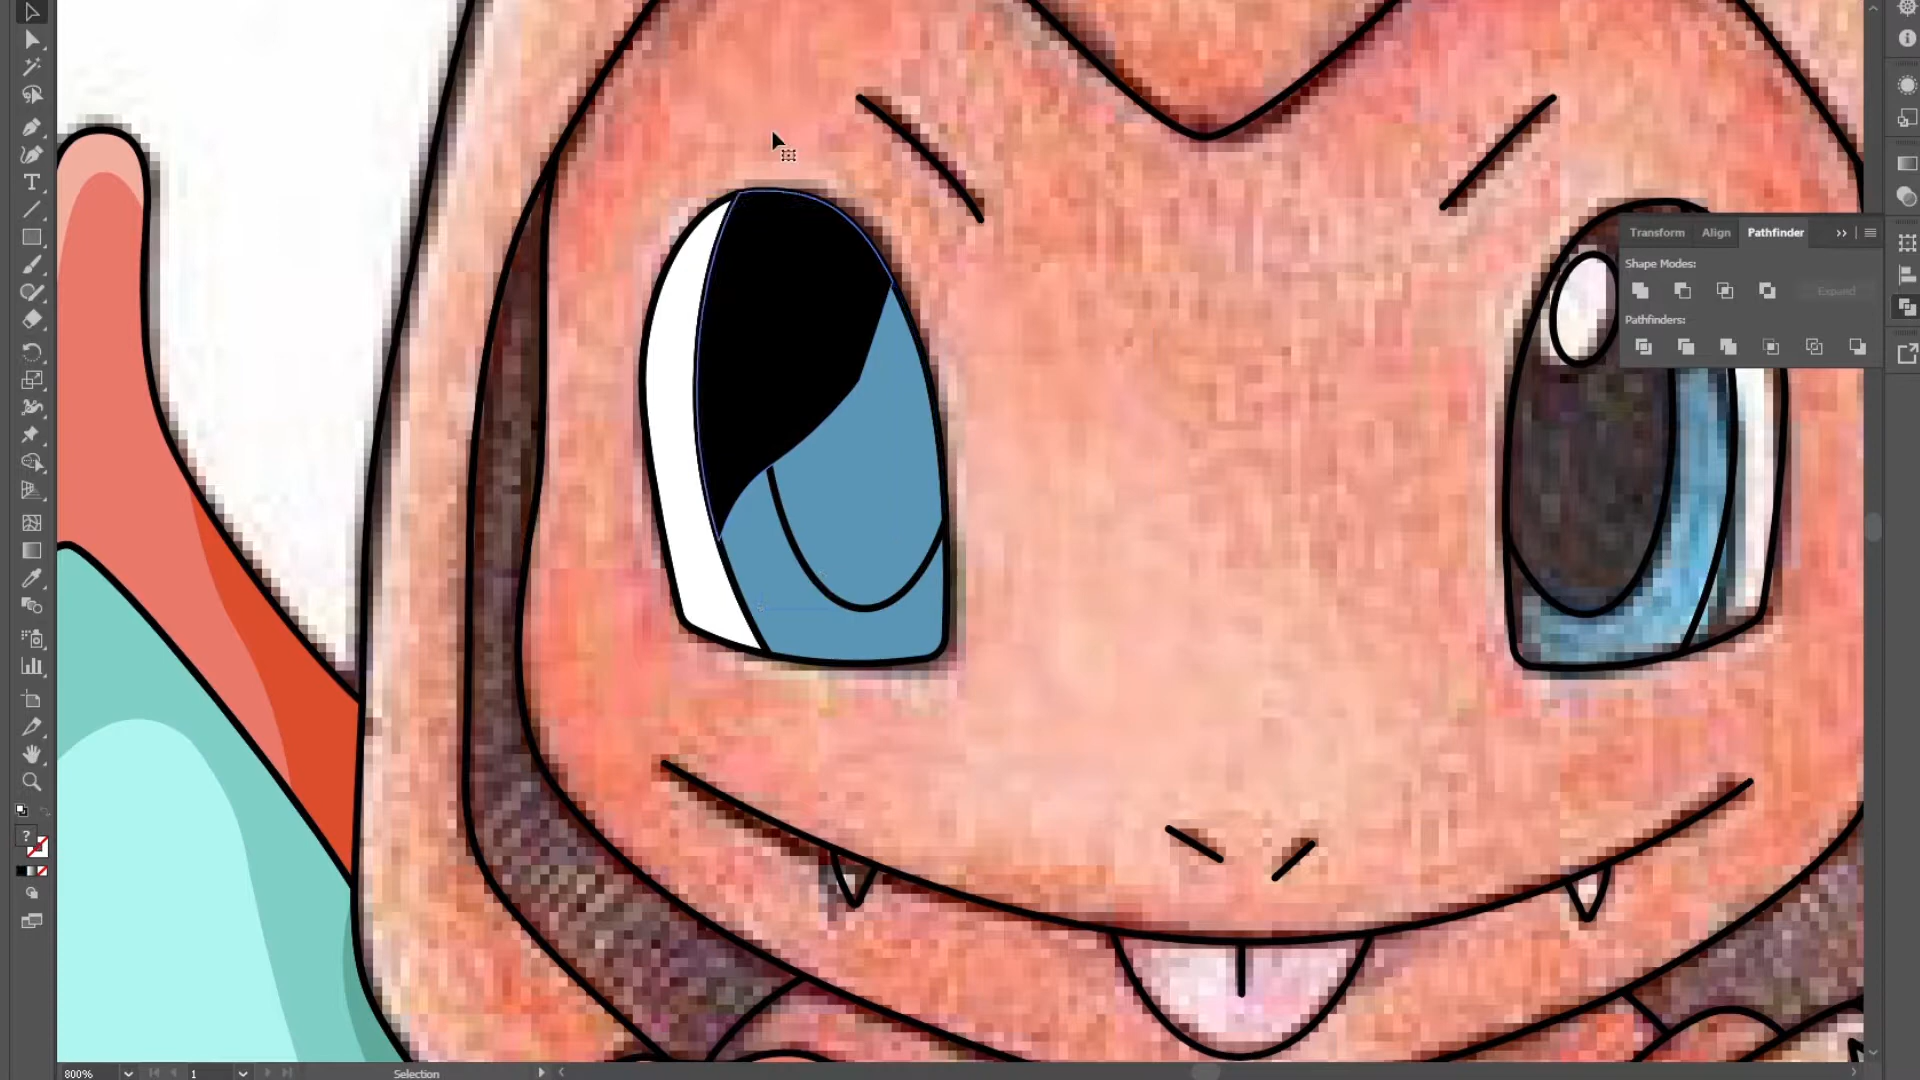 Transform Align Pathfinder
Shape Modes:
Expand
Pathfinders:
?
800% 1 Selection